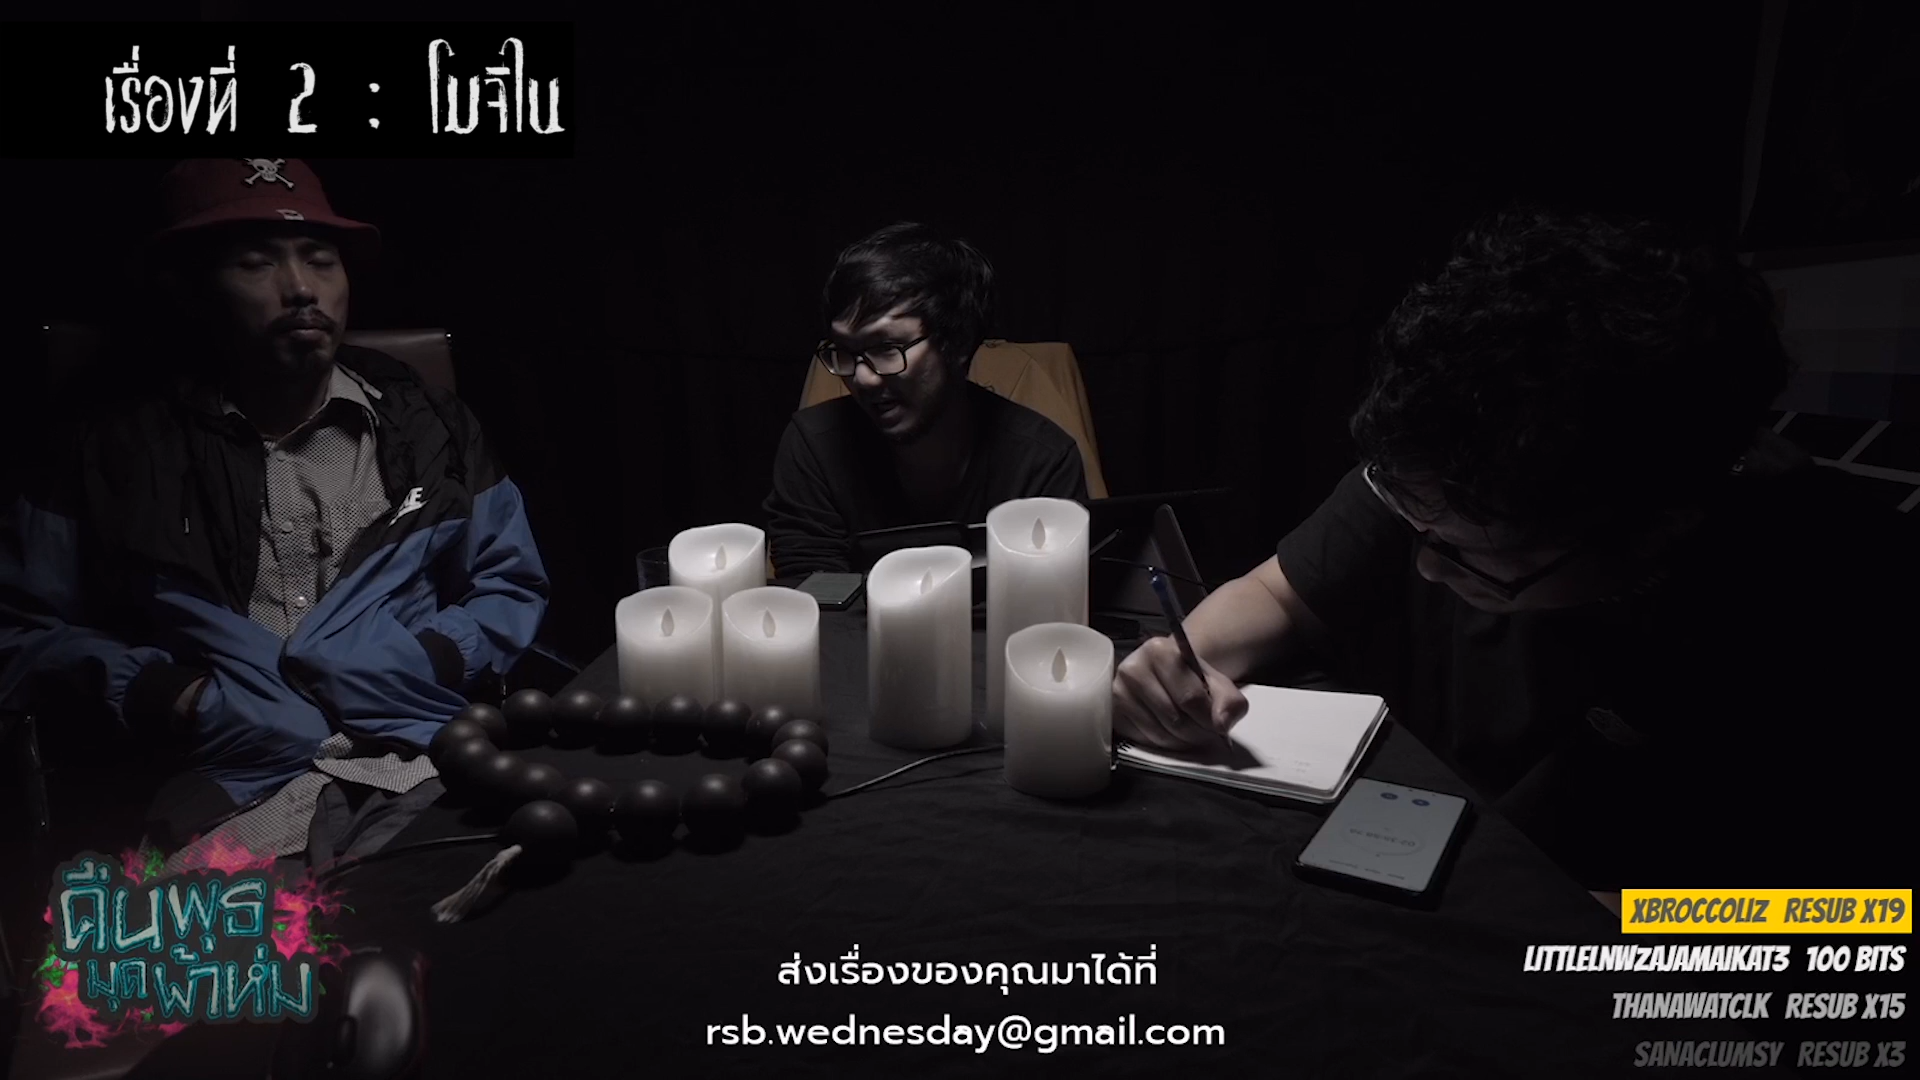 เรื่องที่ 2 : โมจิใน
คืนพุธ
มุดผ้าห่ม
ส่งเรื่องของคุณมาได้ที่
rsb.wednesday@gmail.com
XBROCCOLIZ RESUB X19
LITTLELNWZAJAMAIKAT3 100 BITS
THANAWATCLK RESUB X15
SANACLUMSY RESUB X3